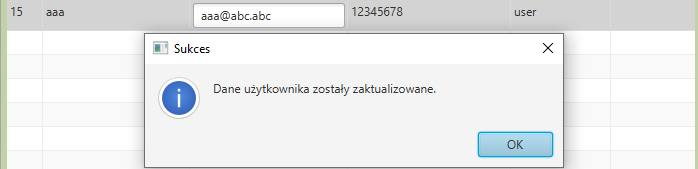 15 aaa aaa@abc.abc 12345678 user
Sukces
Dane użytkownika zostały zaktualizowane.
OK